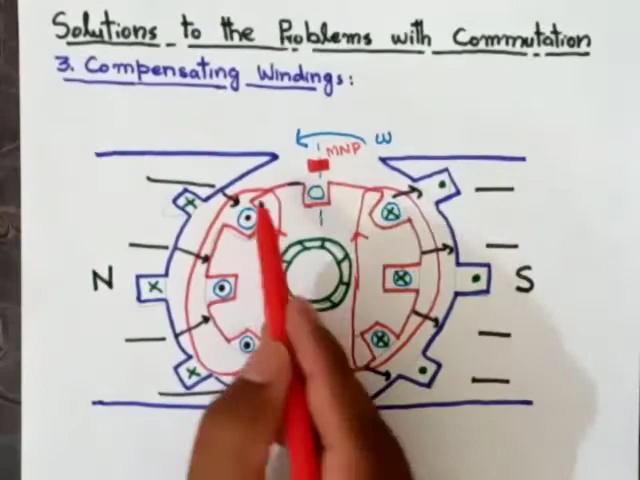 Solutions to the Problems with Commutation
3. Compensating Windings:
ω
MNP
N
S